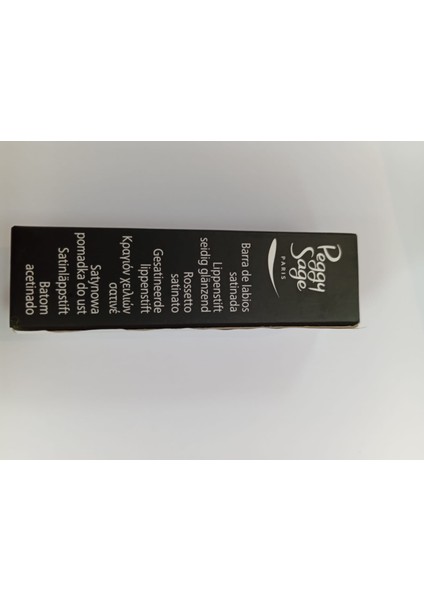 Peggy
Sage
PARIS
Barra de labios
satinada
Lippenstift
seidig glänzend
Rossetto
satinato
Gesatineerde
lippenstift
Κραγιόν χειλιών
σατινέ
Satynowa
pomadka do ust
Satinläppstift
Batom
acetinado